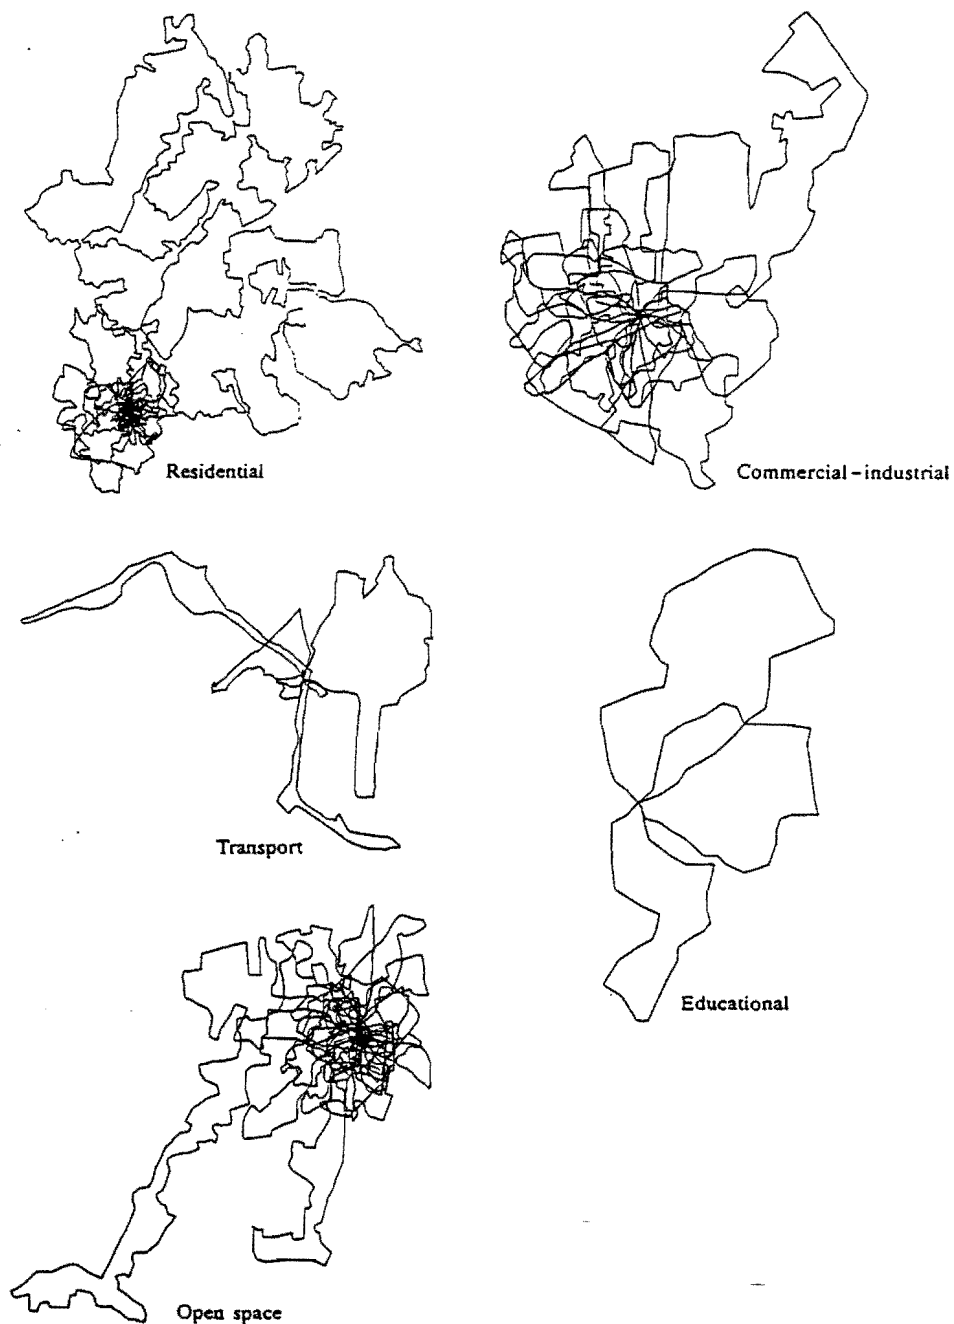 Residential
Commercial-industrial
Transport
Educational
Open space